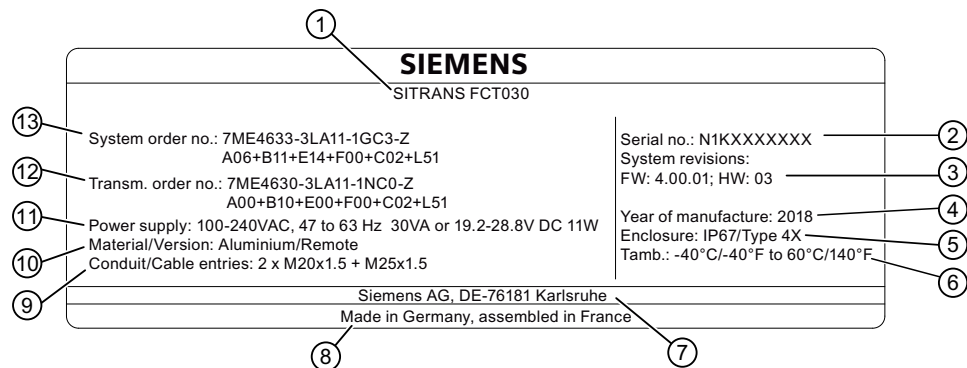 1
SIEMENS
SITRANS FCT030
13
System order no.: 7ME4633-3LA11-1GC3-Z
A06+B11+E14+F00+C02+L51
12
Transm. order no.: 7ME4630-3LA11-1NC0-Z
A00+B10+E00+F00+C02+L51
11
Power supply: 100-240VAC, 47 to 63 Hz 30VA or 19.2-28.8V DC 11W
10
Material/Version: Aluminium/Remote
9
Conduit/Cable entries: 2 x M20x1.5 + M25x1.5
Serial no.: N1KXXXXXXX
2
System revisions:
FW: 4.00.01; HW: 03
3
Year of manufacture: 2018
4
Enclosure: IP67/Type 4X
5
Tamb.: -40°C/-40°F to 60°C/140°F
6
Siemens AG, DE-76181 Karlsruhe
7
Made in Germany, assembled in France
8